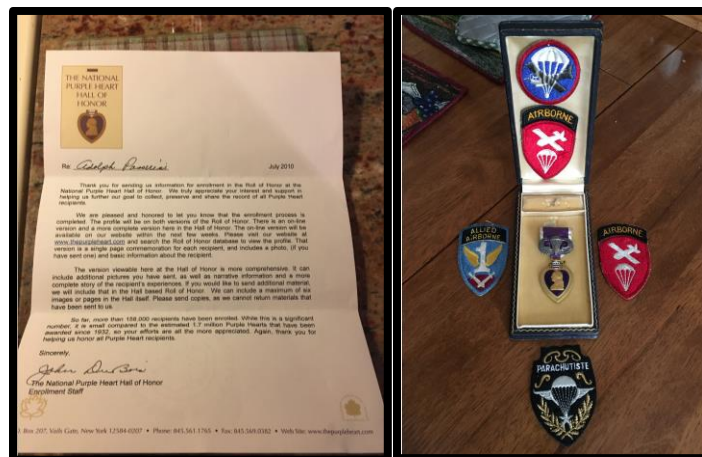 THE NATIONAL
PURPLE HEART
HALL OF
HONOR
Re: Adolph
July 2010
Thank you for sending us information for enrollment in the Roll of Honor at the
National Purple Heart Hall of Honor. We truly appreciate your interest and support in
helping us further our goal to collect, preserve and share the record of all Purple Heart
recipients.
We are pleased and honored to let you know that the enrollment process is
completed. The profile will be on both versions of the Roll of Honor. There is an on-line
version and a more complete version here in the Hall of Honor. The on-line version will be
available on our website within the next few weeks. Please visit our website at
www.thepurpleheart.com and search the Roll of Honor database to view the profile. That
version is a single page commemoration for each recipient, and includes a photo, (if you
have sent one) and basic information about the recipient.
The version viewable here at the Hall of Honor is more comprehensive. It can
include additional pictures you have sent, as well as narrative information and a more
complete story of the recipient's experiences. If you would like to send additional material,
we will include that in the Hall based Roll of Honor. We can include a maximum of six
images or pages in the Hall itself. Please send copies, as we cannot return materials that
have been sent to us.
So far, more than 158,000 recipients have been enrolled. While this is a significant
number, it is small compared to the estimated 1.7 million Purple Hearts that have been
awarded since 1932, so your efforts are all the more appreciated. Again, thank you for
helping us honor all Purple Heart recipients.
Sincerely,
John DuBois
The National Purple Heart Hall of Honor
Enrollment Staff
. Box 207, Vails Gate, New York 12584-0207 • Phone: 845.561.1765 • Fax: 845.569.0382 • Web Site: www.thepurpleheart.com
AIRBORNE
ALLIED
AIRBORNE
1
AIRBORNE
PARACHUTISTE